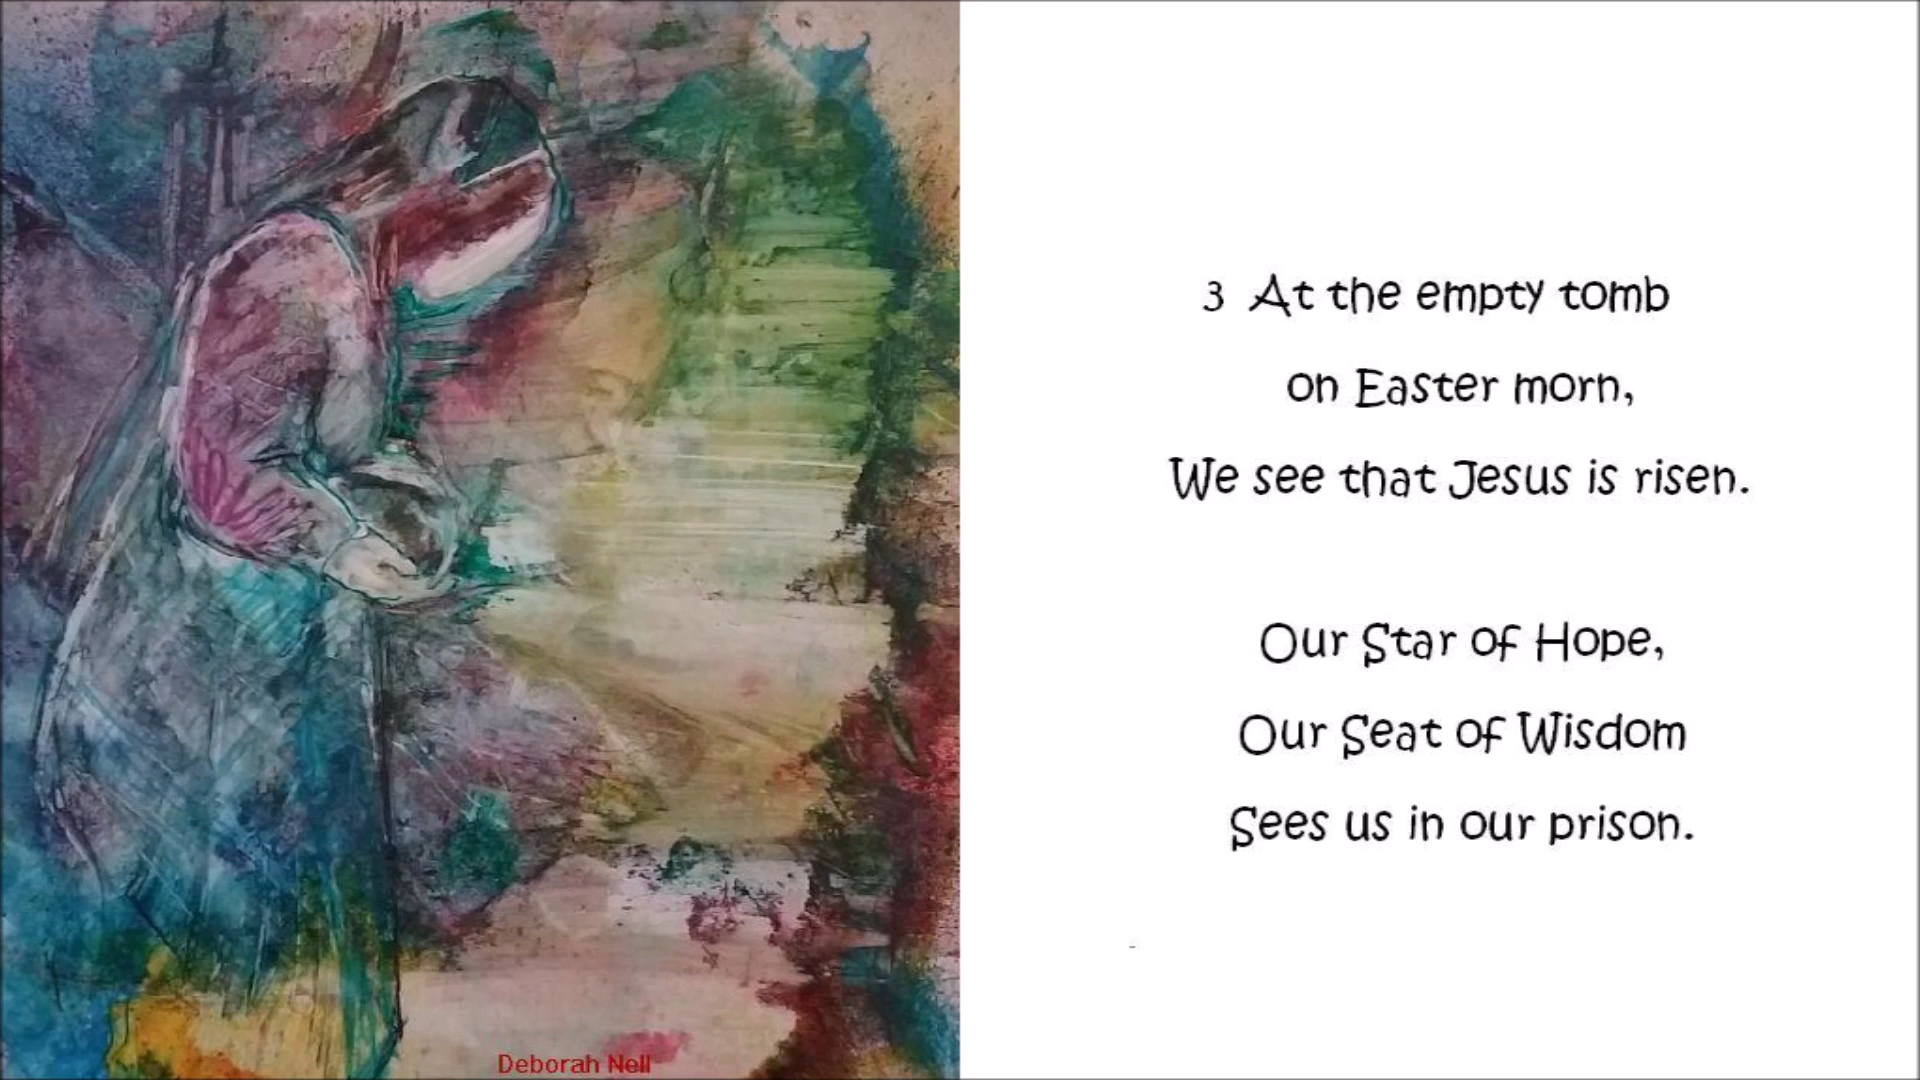 3 At the empty tomb
on Easter morn,
We see that Jesus is risen.
Our Star of Hope,
Our Seat of Wisdom
Sees us in our prison.
Deborah Nell